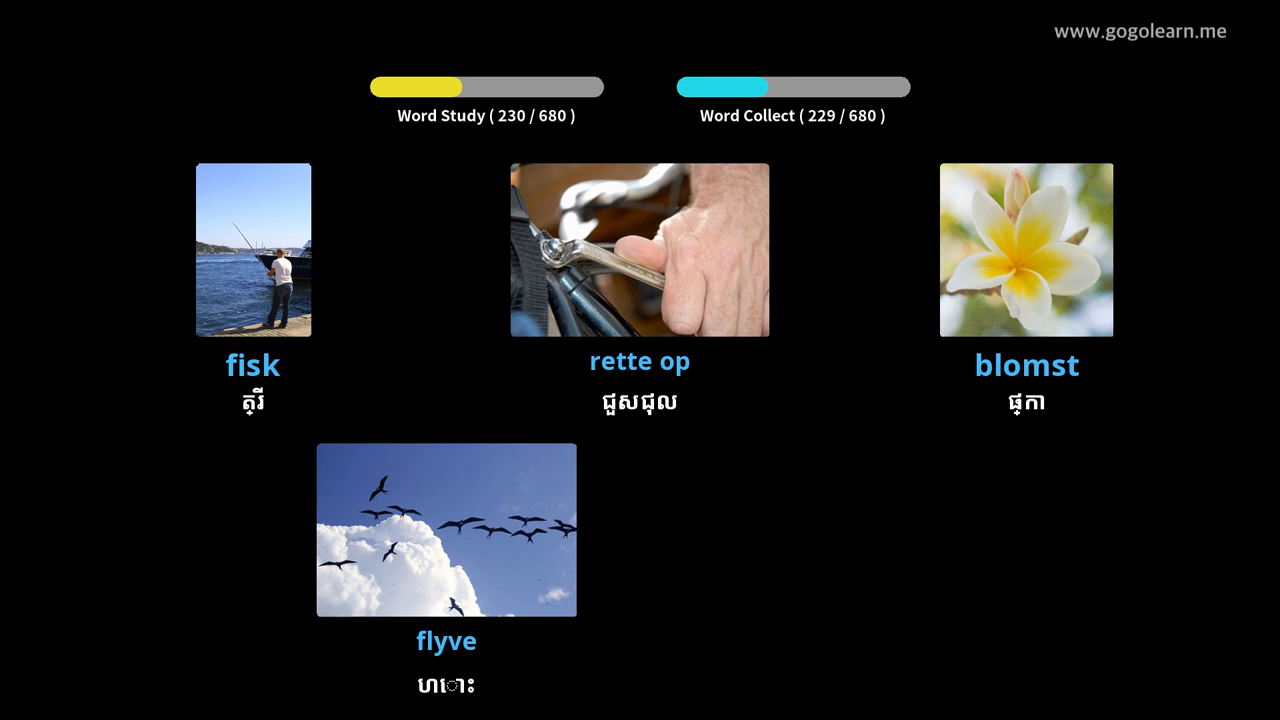 www.gogolearn.me
Word Study ( 230 / 680 )
Word Collect ( 229 / 680 )
fisk
ត្រី
rette op
ជួសជុល
blomst
ផ្កា
flyve
ហោះ